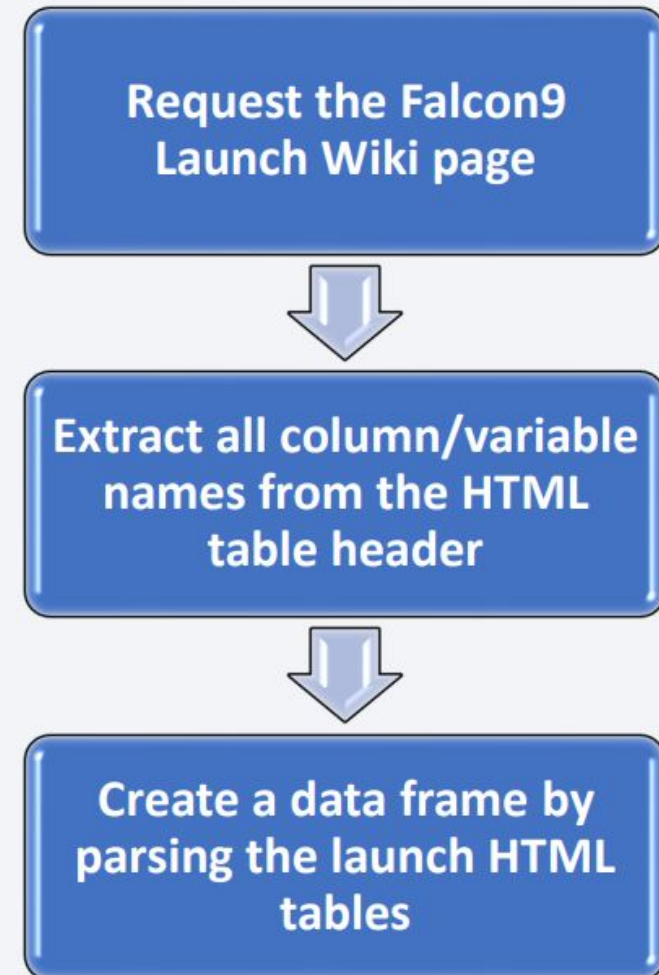 Request the Falcon9
Launch Wiki page
Extract all column/variable
names from the HTML
table header
Create a data frame by
parsing the launch HTML
tables